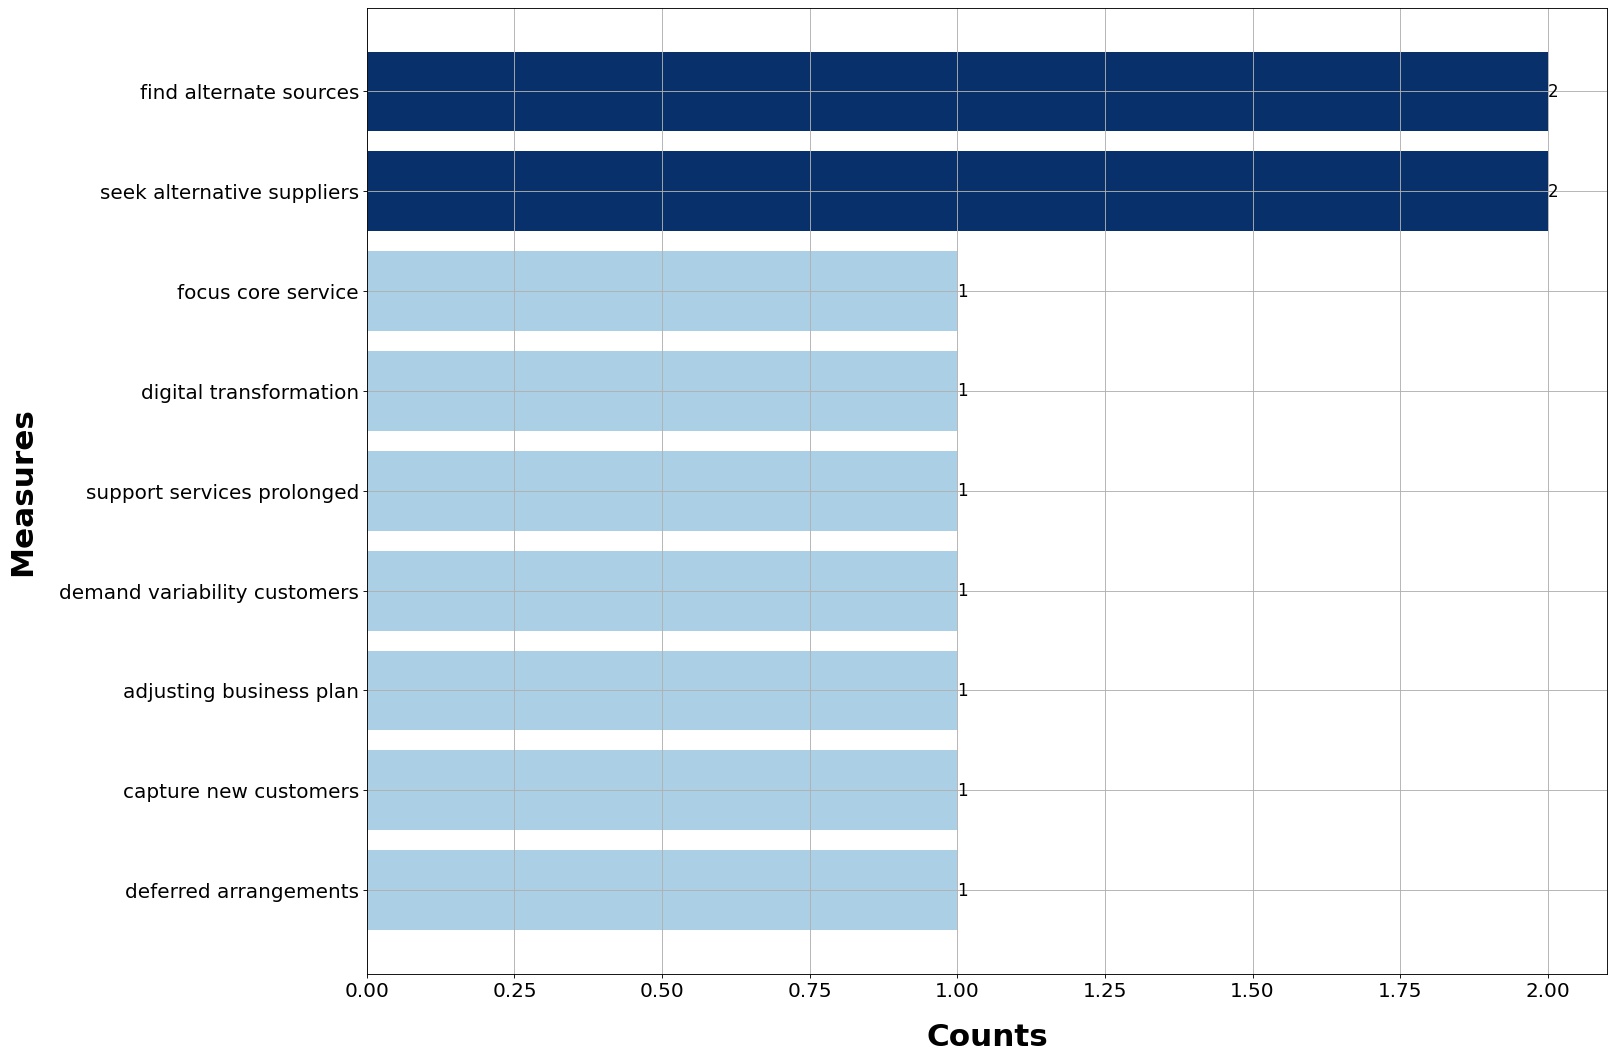 find alternate sources
2
seek alternative suppliers
2
focus core service
1
digital transformation
1
support services prolonged
1
demand variability customers
1
adjusting business plan
1
capture new customers
1
deferred arrangements
1
Measures
0.00 0.25 0.50 0.75 1.00 1.25 1.50 1.75 2.00
Counts